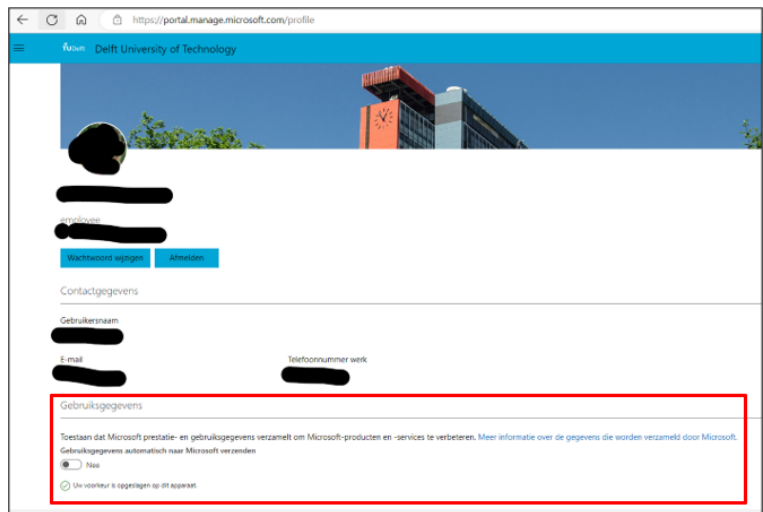 https://portal.manage.microsoft.com/profile
TUDelft Delft University of Technology
employee
Wachtwoord wijzigen Afmelden
Contactgegevens
Gebruikersnaam
E-mail Telefoonnummer werk
Gebruiksgegevens
Toestaan dat Microsoft prestatie- en gebruiksgegevens verzamelt om Microsoft-producten en -services te verbeteren. Meer informatie over de gegevens die worden verzameld door Microsoft.
Gebruiksgegevens automatisch naar Microsoft verzenden
Nee
Uw voorkeur is opgeslagen op dit apparaat.